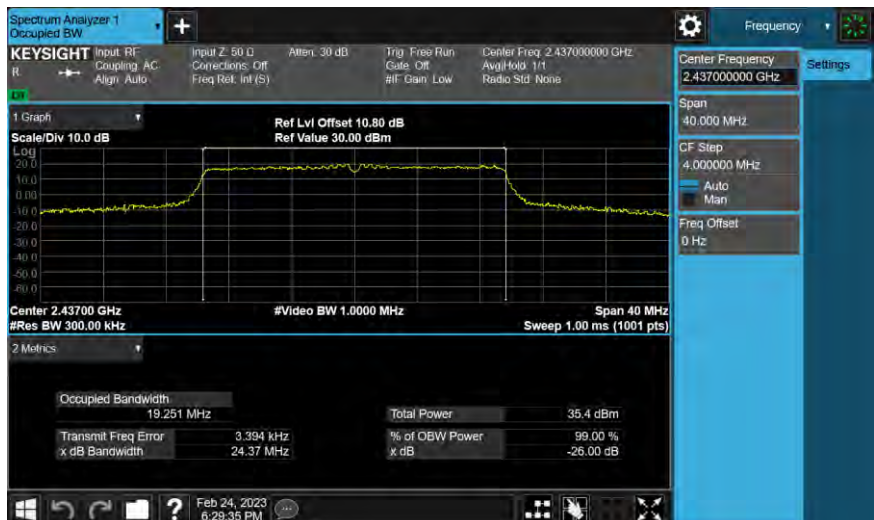 Spectrum Analyzer 1
Occupied BW
Frequency
KEYSIGHT
R
Input: RF
Coupling: AC
Align: Auto
Input Z: 50 Ω
Corrections: Off
Freq Ref: Int (S)
Atten: 30 dB
Trig: Free Run
Gate: Off
#IF Gain: Low
Center Freq: 2.437000000 GHz
Avg|Hold: 1/1
Radio Std: None
Center Frequency
2.437000000 GHz
Settings
Span
40.000 MHz
CF Step
4.000000 MHz
Auto
Man
Freq Offset
0 Hz
1 Graph
Scale/Div 10.0 dB
Ref Lvl Offset 10.80 dB
Ref Value 30.00 dBm
Log
20.0
10.0
0.00
-10.0
-20.0
-30.0
-40.0
-50.0
-60.0
Center 2.43700 GHz
#Res BW 300.00 kHz
#Video BW 1.0000 MHz
Span 40 MHz
Sweep 1.00 ms (1001 pts)
2 Metrics
Occupied Bandwidth
19.251 MHz
Total Power 35.4 dBm
Transmit Freq Error 3.394 kHz
% of OBW Power 99.00 %
x dB Bandwidth 24.37 MHz
x dB -26.00 dB
?
Feb 24, 2023
6:29:35 PM